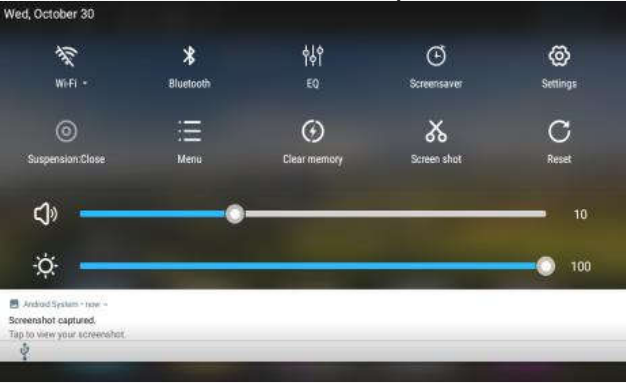 Wed, October 30
Wi-Fi Bluetooth EQ Screensaver Settings
Suspension:Close Menu Clear memory Screen shot Reset
10
100
Android System • now
Screenshot captured.
Tap to view your screenshot.